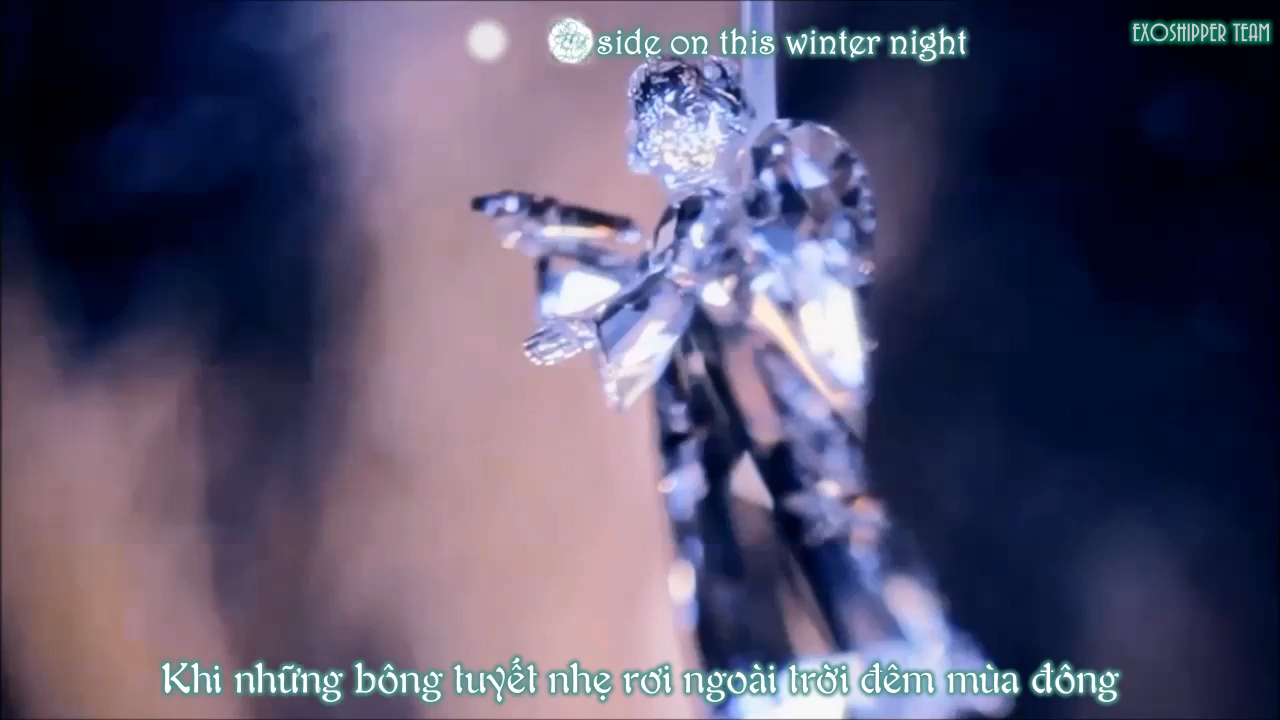 side on this winter night
EXOSHIPPER TEAM
Khi những bông tuyết nhẹ rơi ngoài trời đêm mùa đông